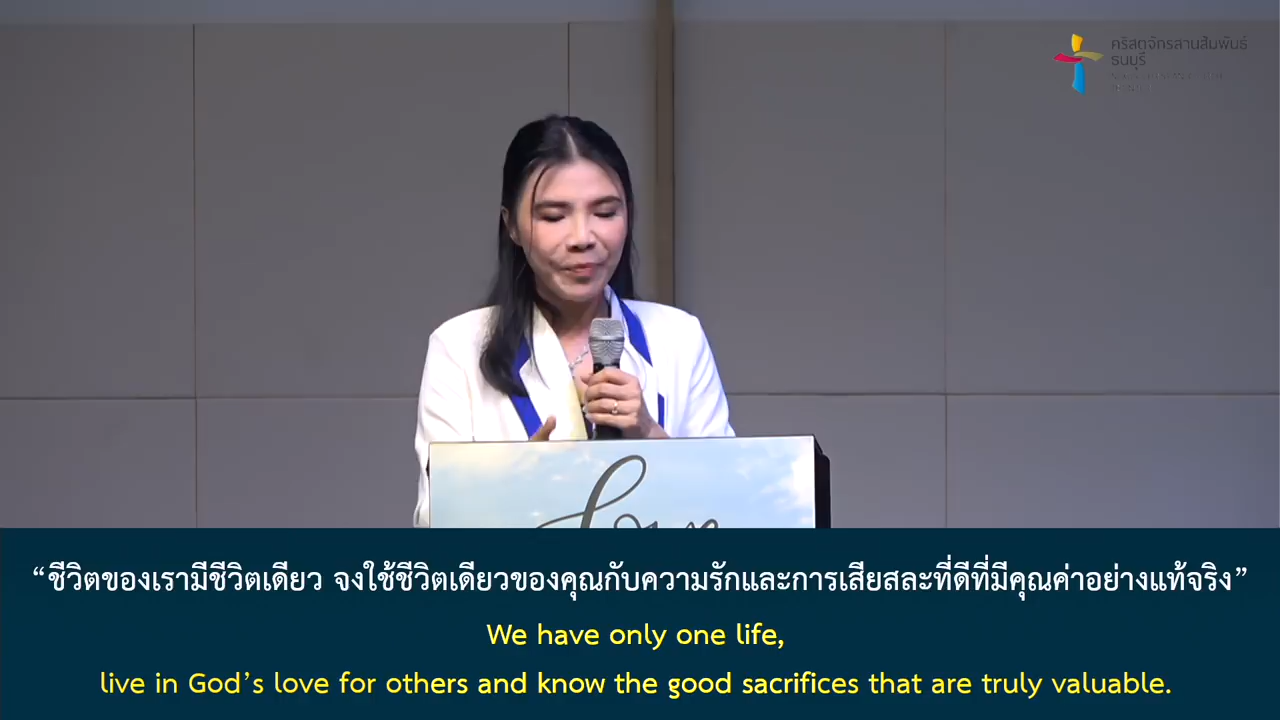 คริสตจักรสานสัมพันธ์
ธนบุรี
Love
“ชีวิตของเรามีชีวิตเดียว จงใช้ชีวิตเดียวของคุณกับความรักและการเสียสละที่ดีที่มีคุณค่าอย่างแท้จริง”
We have only one life,
live in God’s love for others and know the good sacrifices that are truly valuable.